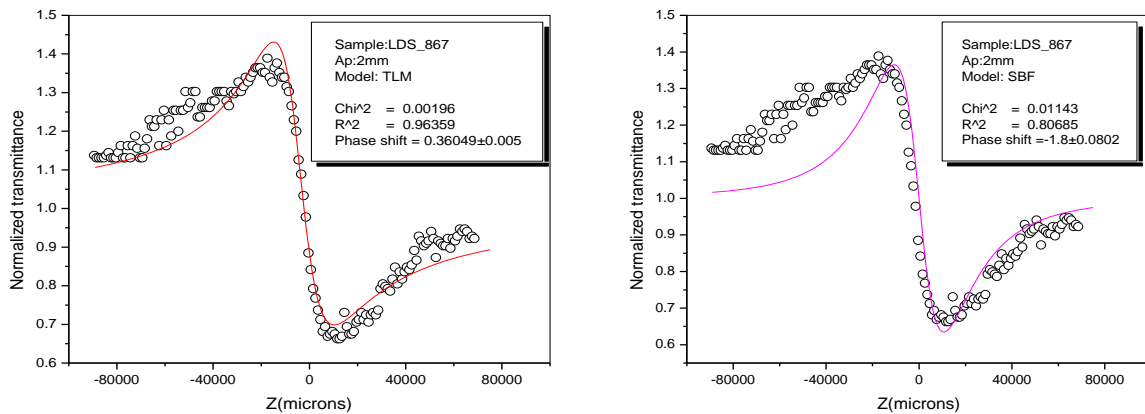 1.5
1.4
1.3
1.2
1.1
1.0
0.9
0.8
0.7
0.6
Normalized transmittance
-80000 -40000 0 40000 80000
Z(microns)
Sample:LDS_867
Ap:2mm
Model: TLM
Chi^2 = 0.00196
R^2 = 0.96359
Phase shift = 0.36049±0.005
1.5
1.4
1.3
1.2
1.1
1.0
0.9
0.8
0.7
0.6
Normalized transmittance
-80000 -40000 0 40000 80000
Z(microns)
Sample:LDS_867
Ap:2mm
Model: SBF
Chi^2 = 0.01143
R^2 = 0.80685
Phase shift =-1.8±0.0802